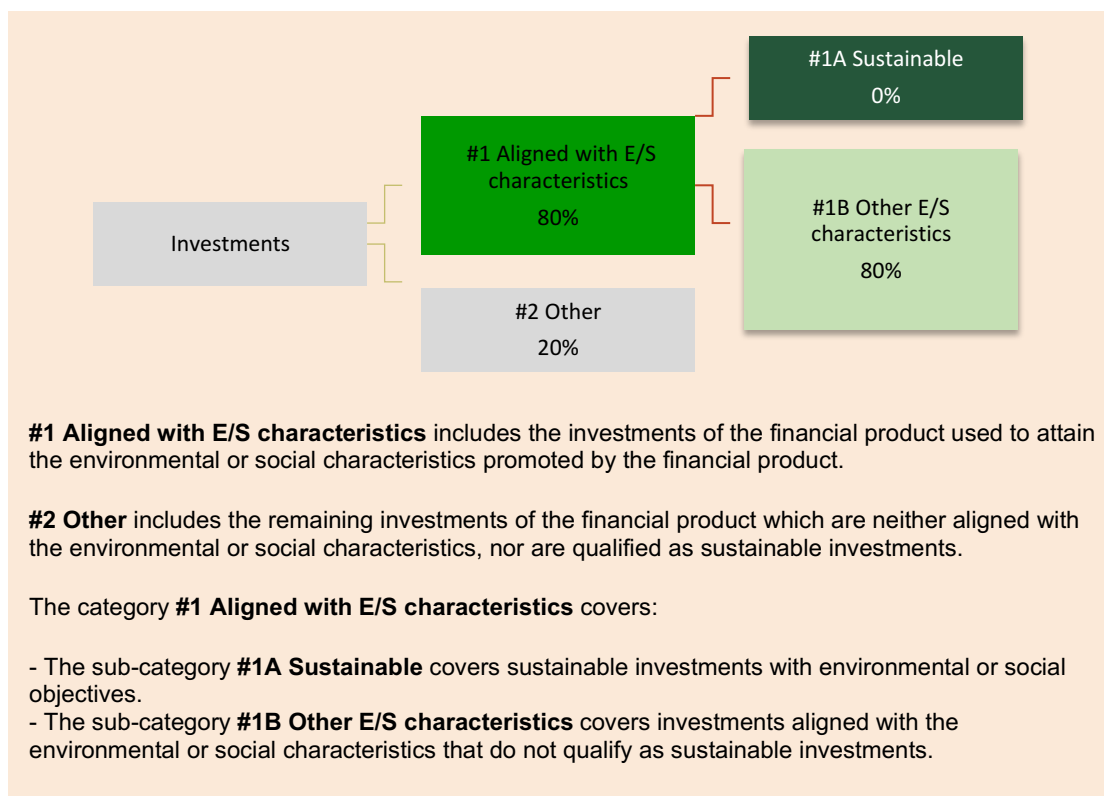 #1A Sustainable
0%
#1 Aligned with E/S
characteristics
80%
#1B Other E/S
characteristics
80%
Investments
#2 Other
20%
#1 Aligned with E/S characteristics includes the investments of the financial product used to attain
the environmental or social characteristics promoted by the financial product.
#2 Other includes the remaining investments of the financial product which are neither aligned with
the environmental or social characteristics, nor are qualified as sustainable investments.
The category #1 Aligned with E/S characteristics covers:
- The sub-category #1A Sustainable covers sustainable investments with environmental or social
objectives.
- The sub-category #1B Other E/S characteristics covers investments aligned with the
environmental or social characteristics that do not qualify as sustainable investments.